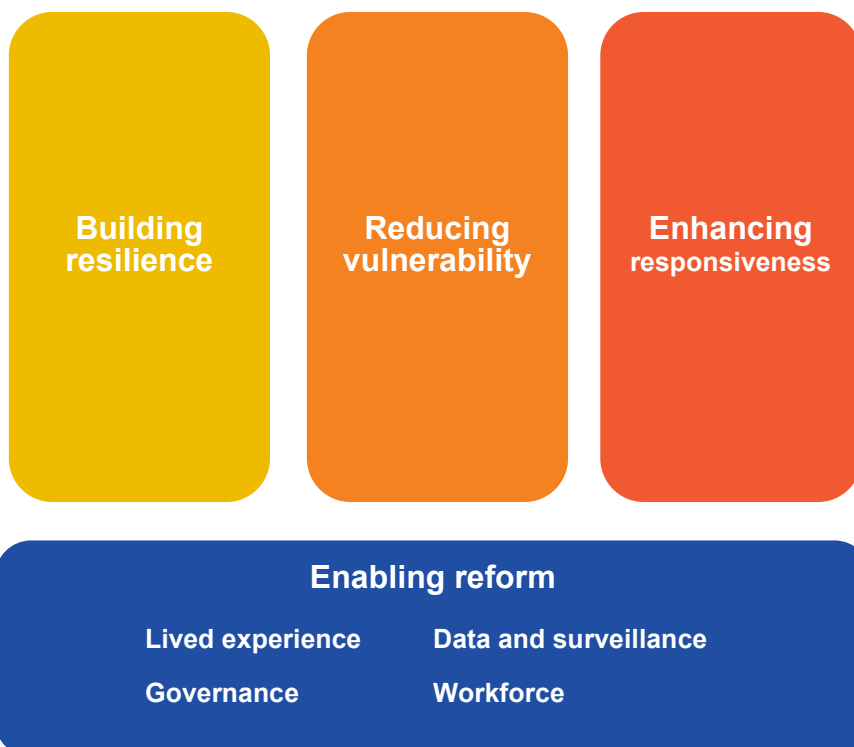 Building
resilience
Reducing
vulnerability
Enhancing
responsiveness
Enabling reform
Lived experience
Data and surveillance
Governance
Workforce